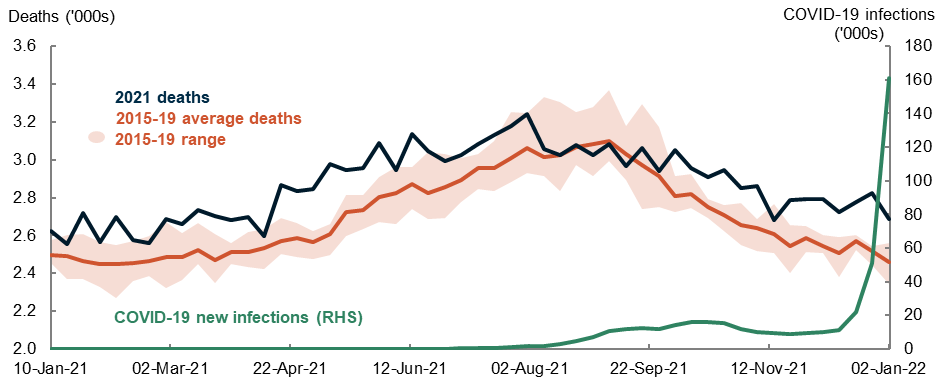 Deaths ('000s)
COVID-19 infections
('000s)
3.6
3.4
3.2
3.0
2.8
2.6
2.4
2.2
2.0
180
160
140
120
100
80
60
40
20
0
2021 deaths
2015-19 average deaths
2015-19 range
COVID-19 new infections (RHS)
10-Jan-21 02-Mar-21 22-Apr-21 12-Jun-21 02-Aug-21 22-Sep-21 12-Nov-21 02-Jan-22